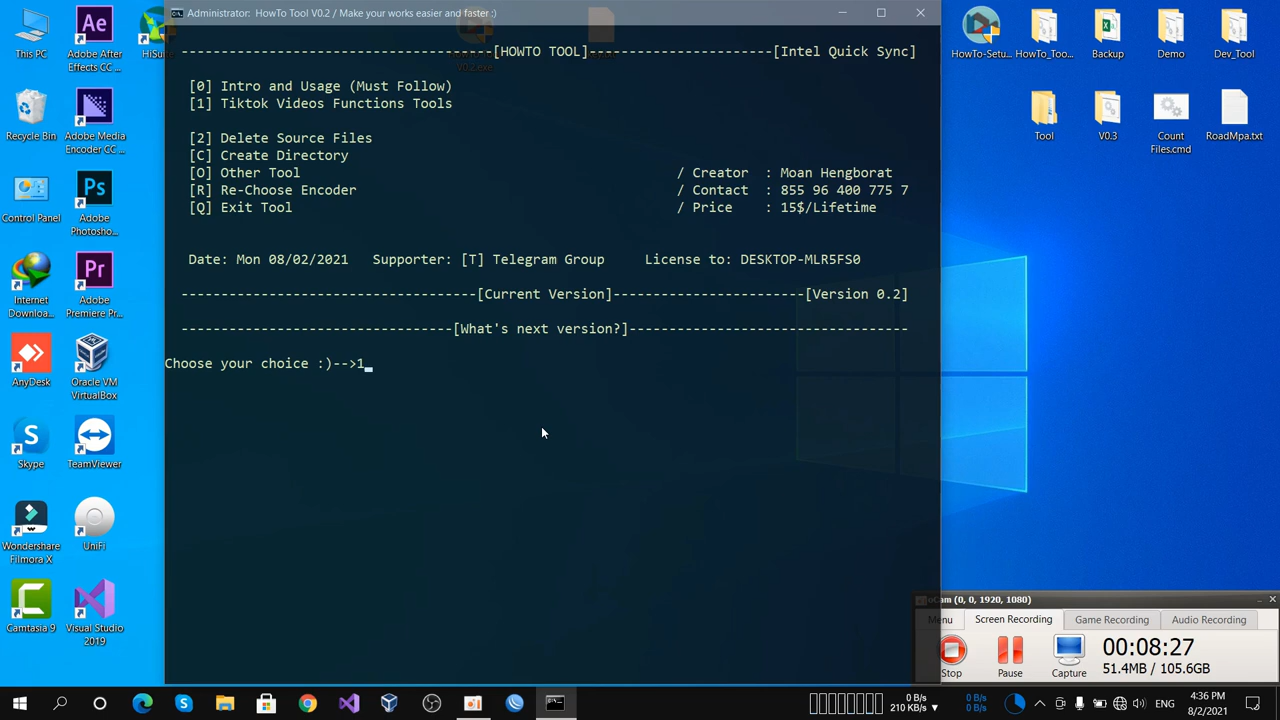 Administrator: HowTo Tool V0.2 / Make your works easier and faster :)
-----[HOWTO TOOL]-----[Intel Quick Sync]
[0] Intro and Usage (Must Follow)
[1] Tiktok Videos Functions Tools
[2] Delete Source Files
[C] Create Directory
[O] Other Tool / Creator : Moan Hengborat
[R] Re-Choose Encoder / Contact : 855 96 400 775 7
[Q] Exit Tool / Price : 15$/Lifetime
Date: Mon 08/02/2021 Supporter: [T] Telegram Group License to: DESKTOP-MLR5FS0
-----[Current Version]-----[Version 0.2]
-----[What's next version?]-----
Choose your choice :)-->1
This PC
Adobe After
Effects CC ...
HiSuite
Recycle Bin
Adobe Media
Encoder CC ...
Control Panel
Adobe
Photosho...
Internet
Downloa...
Adobe
Premiere Pr...
AnyDesk
Oracle VM
VirtualBox
Skype
TeamViewer
Wondershare
Filmora X
UniFi
Camtasia 9
Visual Studio
2019
HowTo-Setu...
HowTo_Too...
Backup
Demo
Dev_Tool
Tool
V0.3
Count
Files.cmd
RoadMpa.txt
(0, 0, 1920, 1080)
Menu
Screen Recording
Game Recording
Audio Recording
Stop
Pause
Capture
00:08:27
51.4MB / 105.6GB
0 B/s
210 KB/s
0 B/s
0 B/s
ENG
4:36 PM
8/2/2021